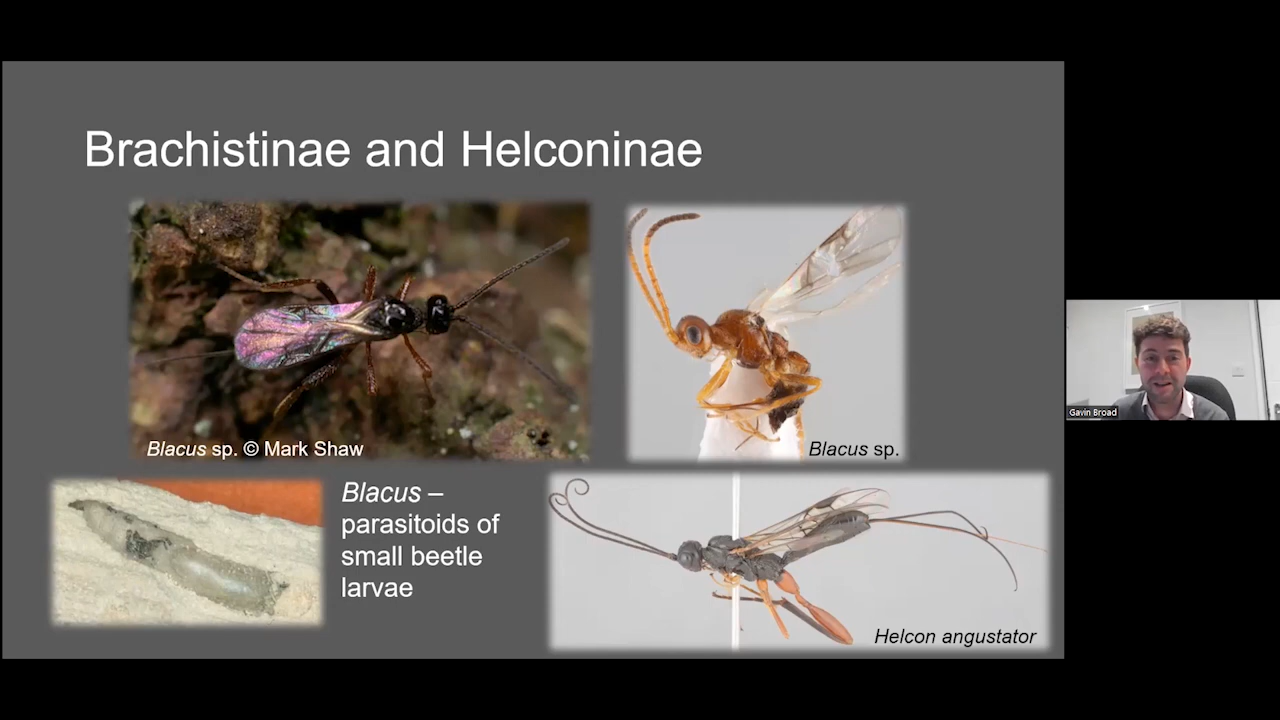 Brachistinae and Helconinae
Blacus sp. © Mark Shaw
Blacus sp.
Blacus –
parasitoids of
small beetle
larvae
Helcon angustator
Gavin Broad